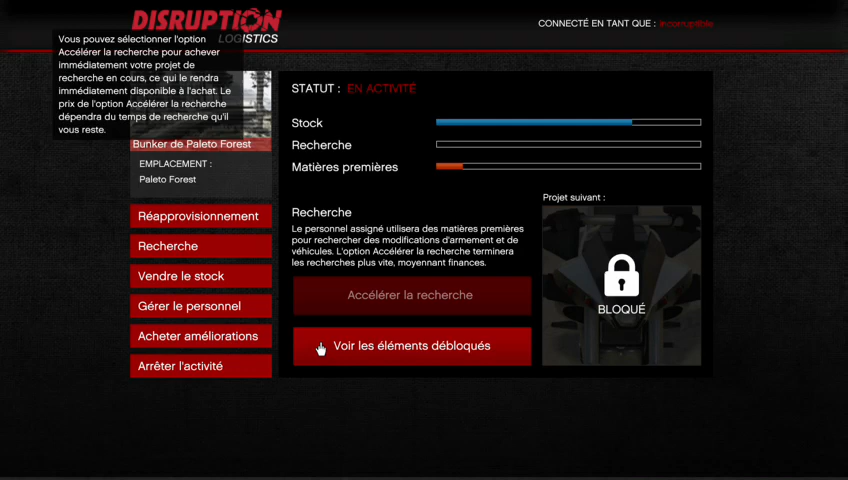 DISRUPTION
LOGISTICS
CONNECTÉ EN TANT QUE : incorruptible
Vous pouvez sélectionner l'option
Accélérer la recherche pour achever
immédiatement votre projet de
recherche en cours, ce qui le rendra
immédiatement disponible à l'achat. Le
prix de l'option Accélérer la recherche
dépendra du temps de recherche qu'il
vous reste.
Bunker de Paleto Forest
EMPLACEMENT :
Paleto Forest
Réapprovisionnement
Recherche
Vendre le stock
Gérer le personnel
Acheter améliorations
Arrêter l'activité
STATUT : EN ACTIVITÉ
Stock
Recherche
Matières premières
Recherche
Le personnel assigné utilisera des matières premières
pour rechercher des modifications d'armement et de
véhicules. L'option Accélérer la recherche terminera
les recherches plus vite, moyennant finances.
Accélérer la recherche
Voir les éléments débloqués
Projet suivant :
BLOQUÉ